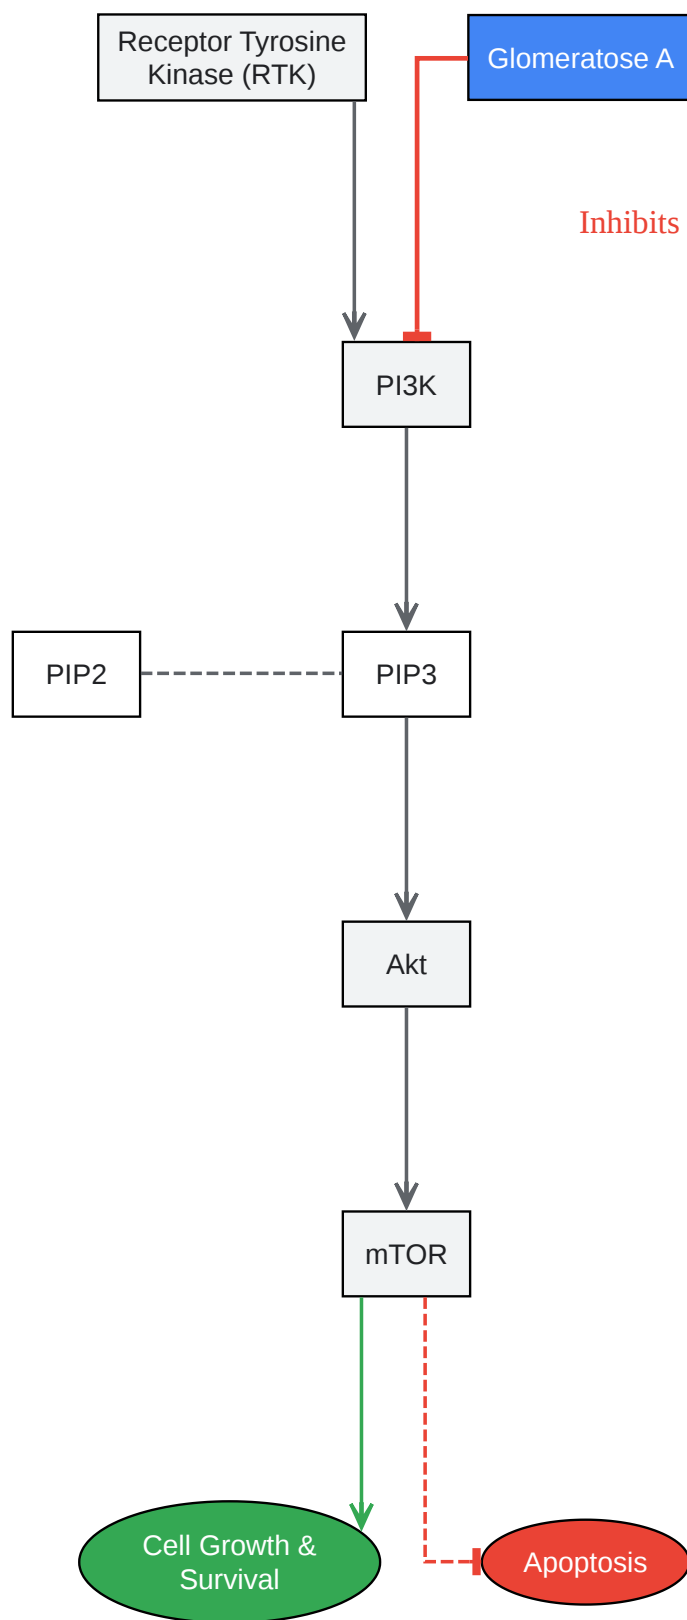 Receptor Tyrosine
Kinase (RTK)
Glomeratose A
Inhibits
PI3K
PIP2
PIP3
Akt
mTOR
Cell Growth &
Survival
Apoptosis